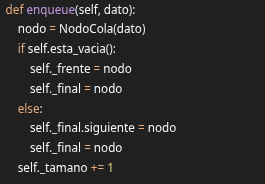 def enqueue(self, dato):
    nodo = NodoCola(dato)
    if self.esta_vacia():
        self._frente = nodo
        self._final = nodo
    else:
        self._final.siguiente = nodo
        self._final = nodo
    self._tamano += 1